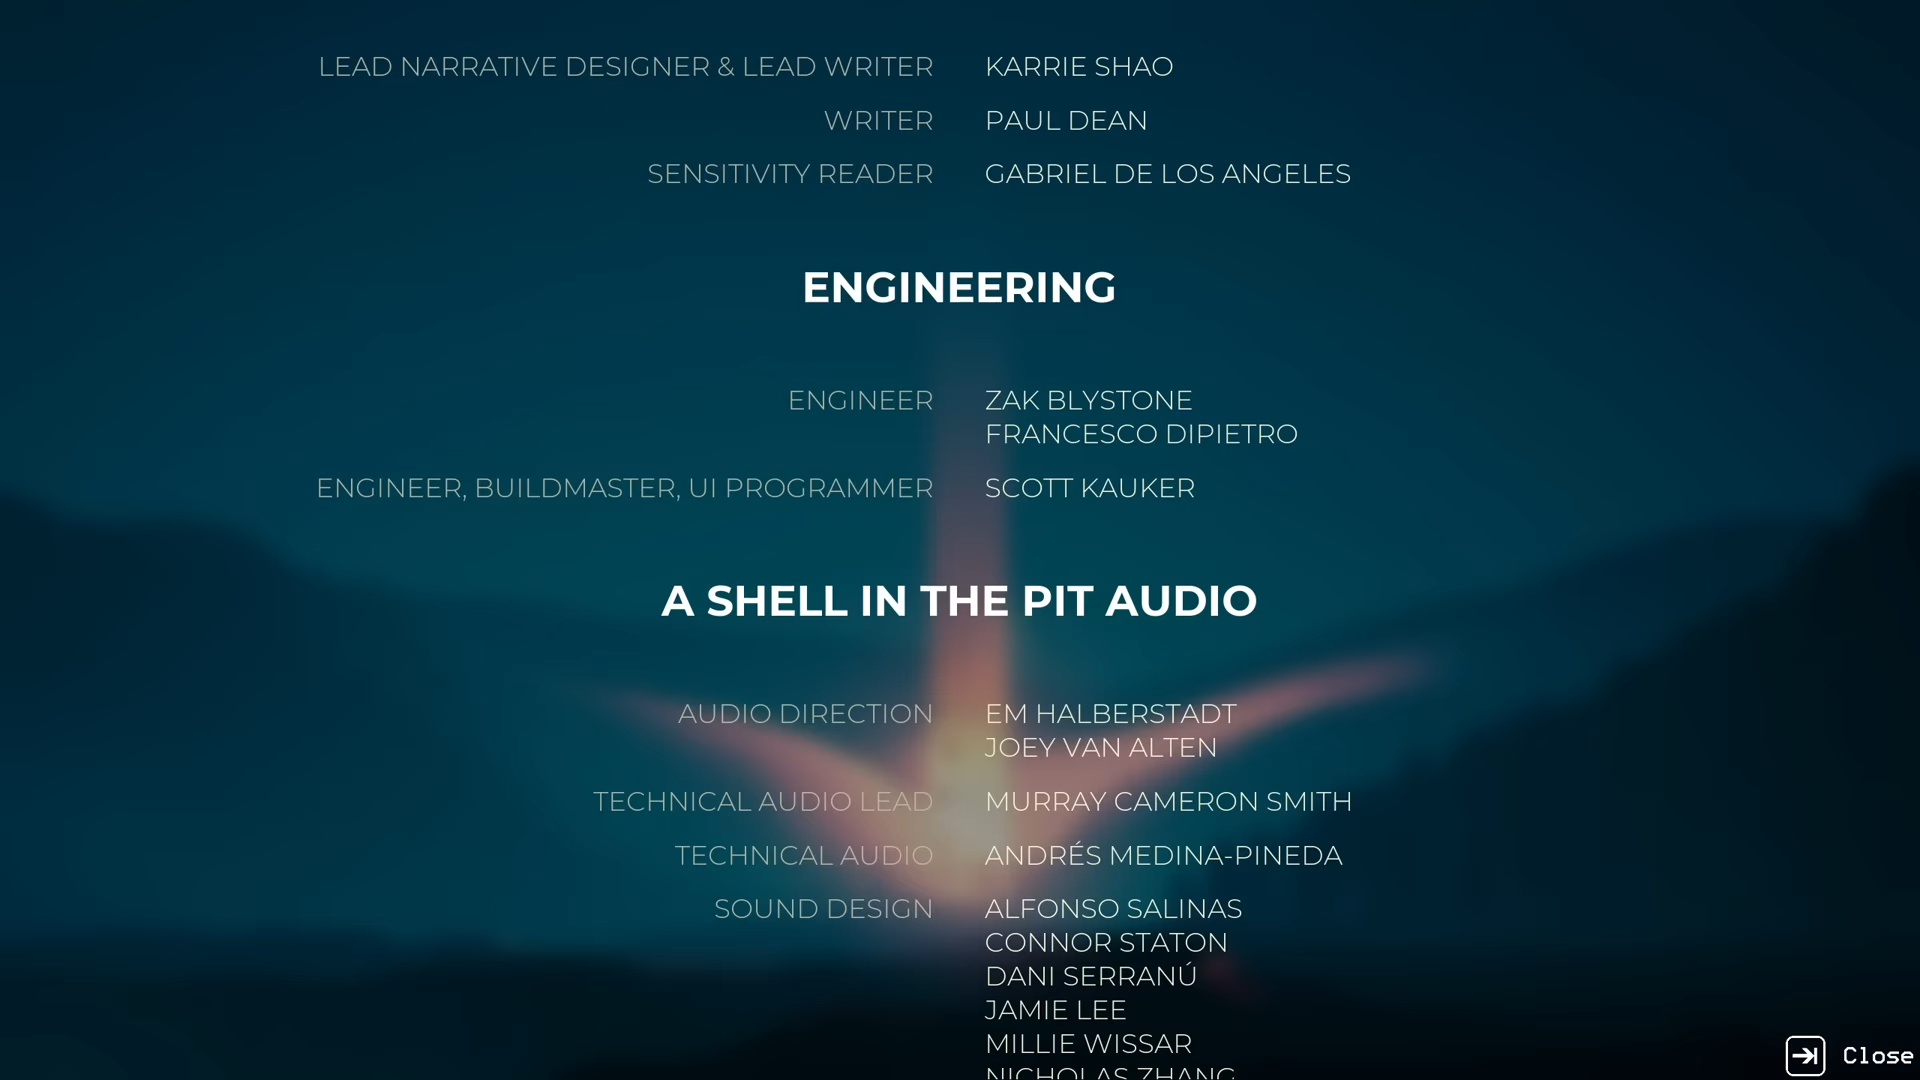 LEAD NARRATIVE DESIGNER & LEAD WRITER KARRIE SHAO
WRITER PAUL DEAN
SENSITIVITY READER GABRIEL DE LOS ANGELES
ENGINEERING
ENGINEER ZAK BLYSTONE
FRANCESCO DIPIETRO
ENGINEER, BUILDMASTER, UI PROGRAMMER SCOTT KAUKER
A SHELL IN THE PIT AUDIO
AUDIO DIRECTION EM HALBERSTADT
JOEY VAN ALTEN
TECHNICAL AUDIO LEAD MURRAY CAMERON SMITH
TECHNICAL AUDIO ANDRÉS MEDINA-PINEDA
SOUND DESIGN ALFONSO SALINAS
CONNOR STATON
DANI SERRANÚ
JAMIE LEE
MILLIE WISSAR
NICHOLAS ZHANG
Close